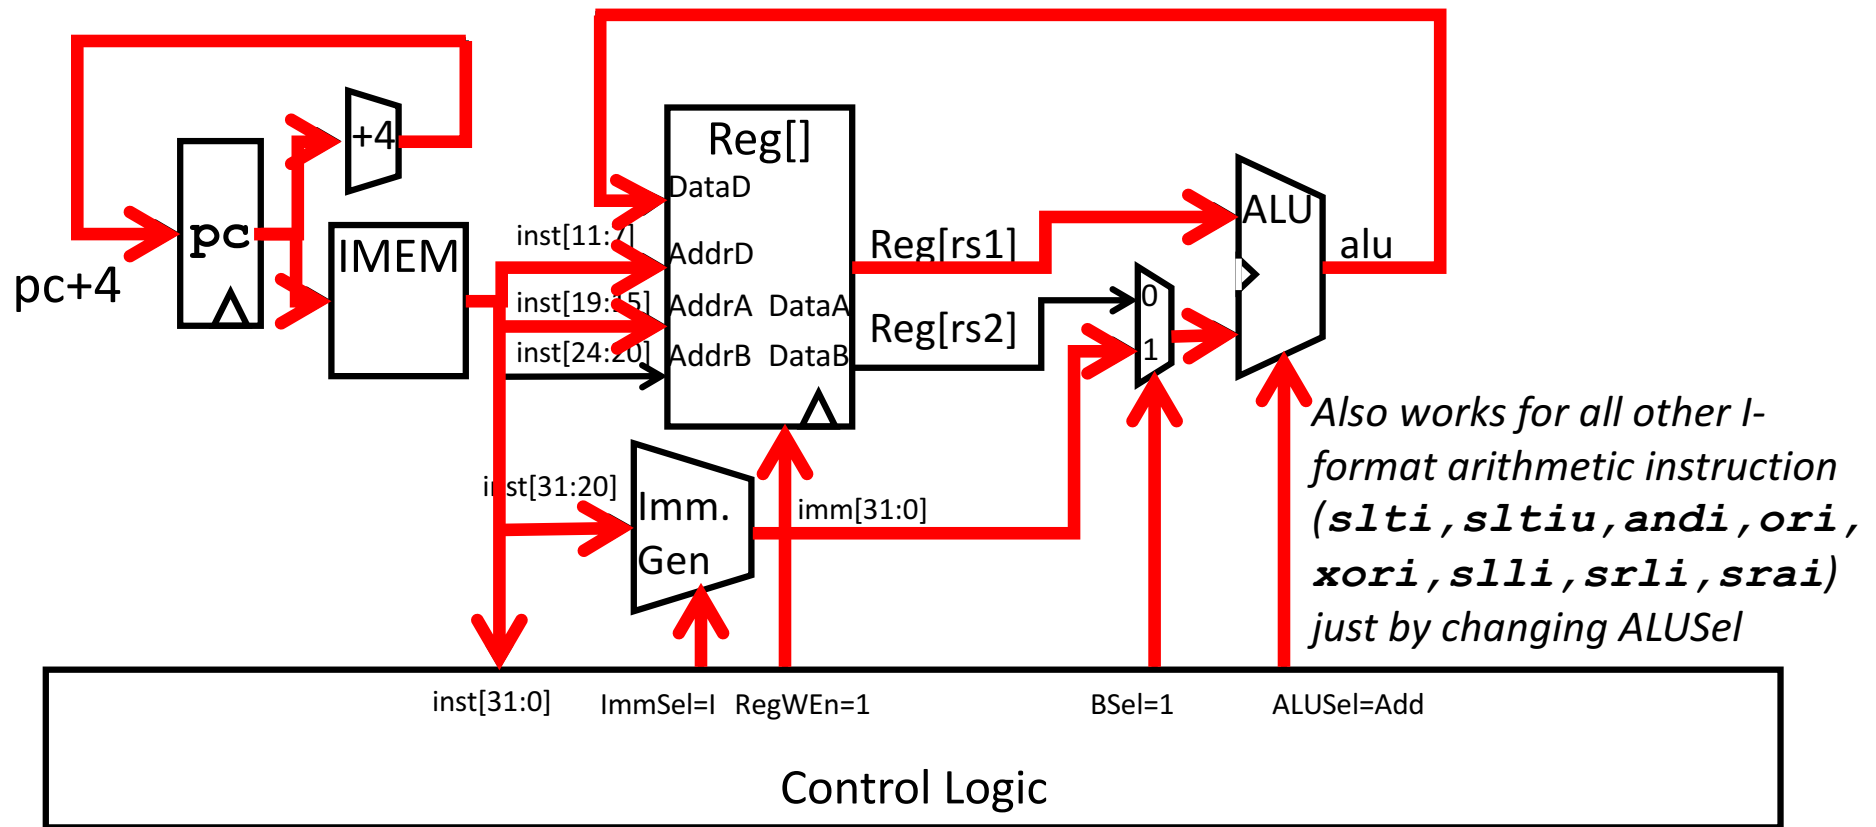 +4
pc
pc+4
IMEM
inst[11:7]
inst[19:15]
inst[24:20]
Reg[]
DataD
AddrD
AddrA DataA
AddrB DataB
Reg[rs1]
Reg[rs2]
0
1
ALU
alu
inst[31:20]
Imm.
Gen
imm[31:0]
Also works for all other I-
format arithmetic instruction
(slti,sltiu,andi,ori,
xori,slli,srli,srai)
just by changing ALUSel
inst[31:0] ImmSel=I RegWEn=1 BSel=1 ALUSel=Add
Control Logic